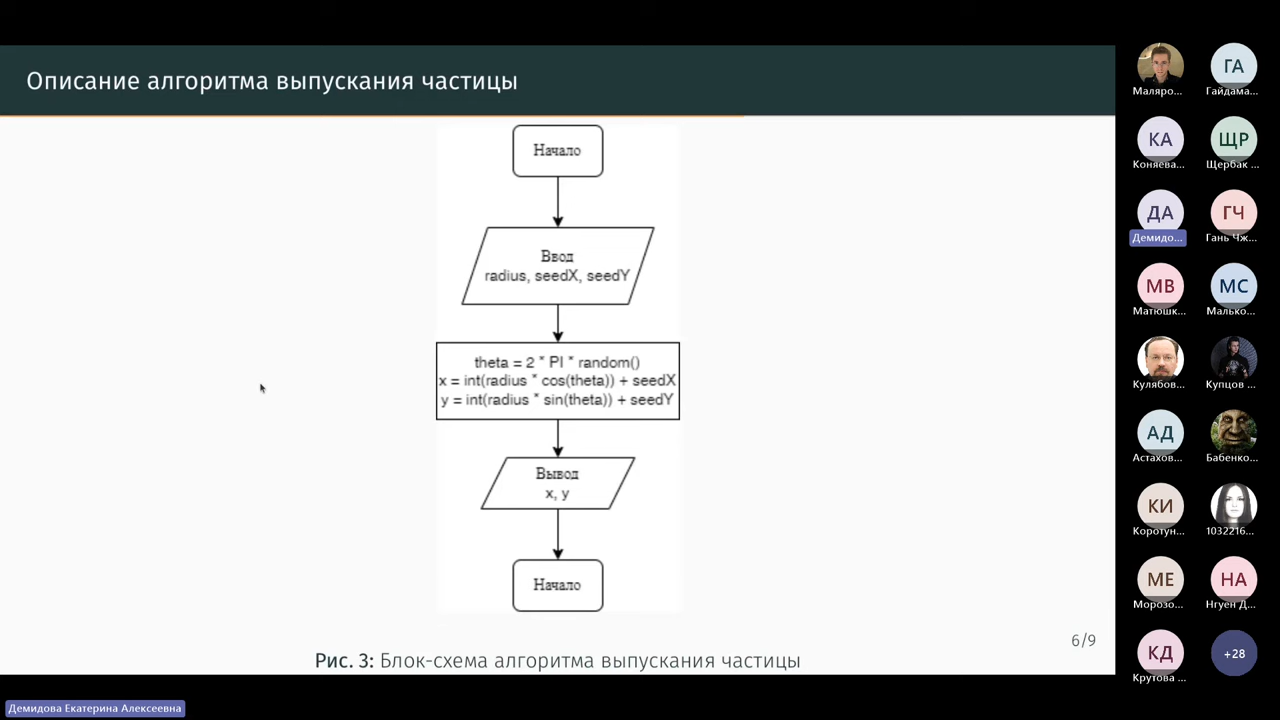 Описание алгоритма выпускания частицы
Начало
Ввод
radius, seedX, seedY
theta = 2 * PI * random()
x = int(radius * cos(theta)) + seedX
y = int(radius * sin(theta)) + seedY
Вывод
x, y
Начало
6/9
Рис. 3: Блок-схема алгоритма выпускания частицы
Маляро...
ГА
Гайдама...
КА
Коняева...
ЩР
Щербак ...
ДА
Демидо...
ГЧ
Гань Чж...
МВ
Матюшк...
МС
Малько...
Кулябов...
Купцов ...
АД
Астахов...
Бабенко...
КИ
Коротун...
1032216...
МЕ
Морозо...
НА
Нгуен Д...
КД
Крутова ...
+28
Демидова Екатерина Алексеевна